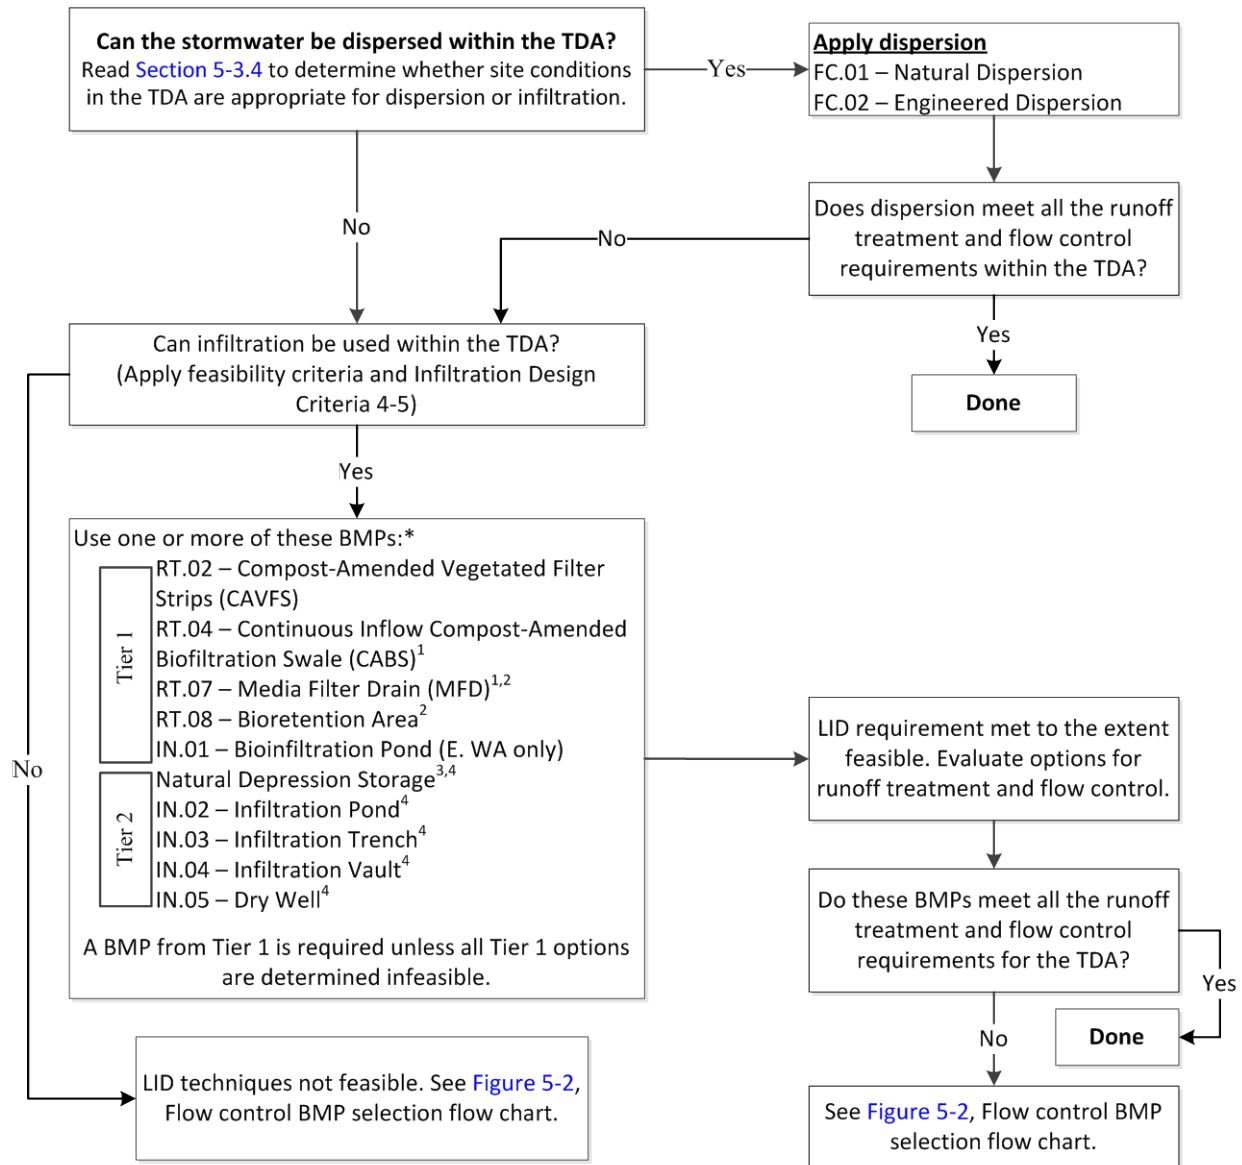 Can the stormwater be dispersed within the TDA?
Read Section 5-3.4 to determine whether site conditions
in the TDA are appropriate for dispersion or infiltration.
Yes
Apply dispersion
FC.01 – Natural Dispersion
FC.02 – Engineered Dispersion
No
Does dispersion meet all the runoff
treatment and flow control
requirements within the TDA?
No
Yes
Done
Can infiltration be used within the TDA?
(Apply feasibility criteria and Infiltration Design
Criteria 4-5)
Yes
No
Use one or more of these BMPs:*
Tier 1
RT.02 – Compost-Amended Vegetated Filter
Strips (CAVFS)
RT.04 – Continuous Inflow Compost-Amended
Biofiltration Swale (CABS)1
RT.07 – Media Filter Drain (MFD)1,2
RT.08 – Bioretention Area2
IN.01 – Bioinfiltration Pond (E. WA only)
Tier 2
Natural Depression Storage3,4
IN.02 – Infiltration Pond4
IN.03 – Infiltration Trench4
IN.04 – Infiltration Vault4
IN.05 – Dry Well4
A BMP from Tier 1 is required unless all Tier 1 options
are determined infeasible.
LID requirement met to the extent
feasible. Evaluate options for
runoff treatment and flow control.
Do these BMPs meet all the runoff
treatment and flow control
requirements for the TDA?
Yes
No
Done
LID techniques not feasible. See Figure 5-2,
Flow control BMP selection flow chart.
See Figure 5-2, Flow control BMP
selection flow chart.